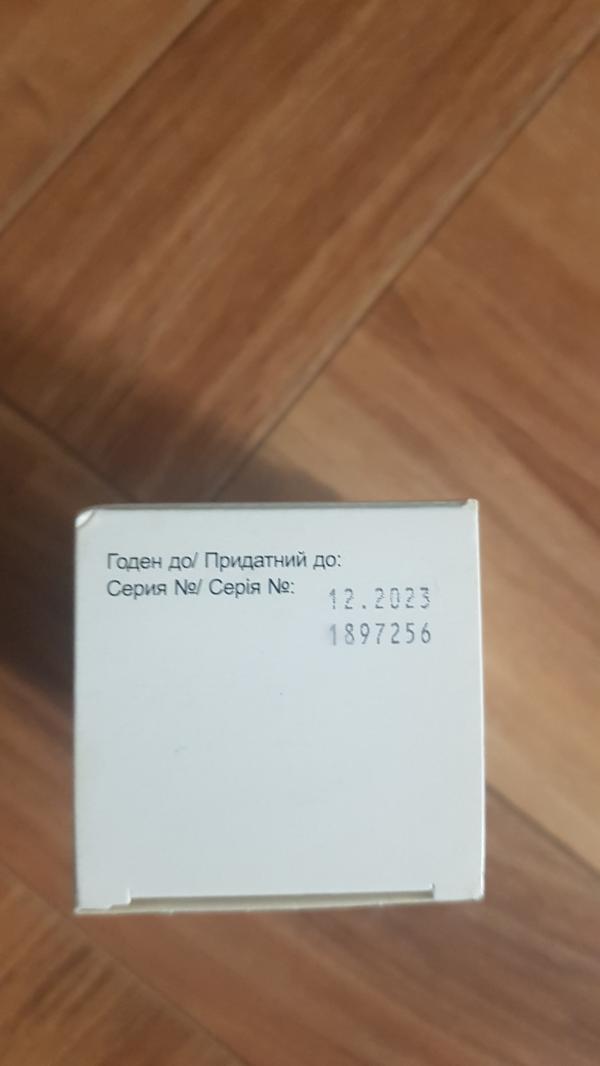 Годен до/ Придатний до:
Серия №/ Серія №:
12.2023
1897256